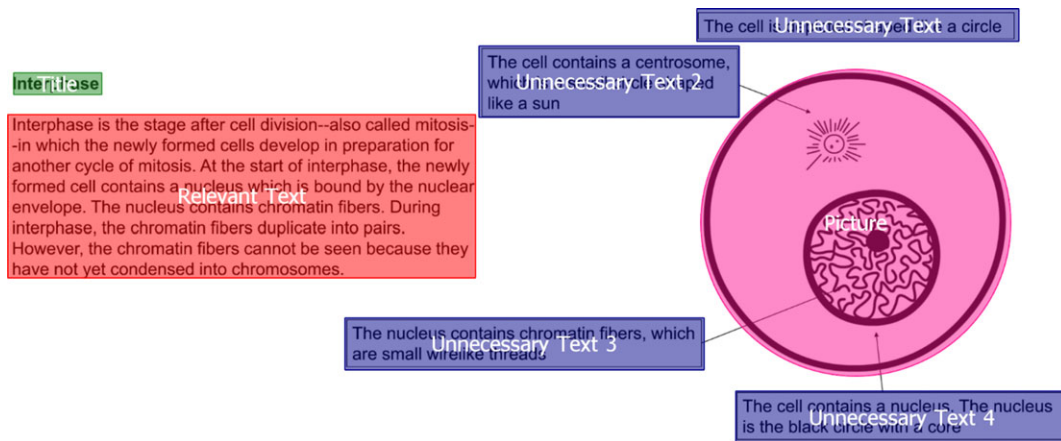 The cell is
like a circle
Unnecessary Text
The cell contains a centrosome,
which is
like a sun
Unnecessary Text 2
Interphase
Title
Interphase is the stage after cell division--also called mitosis-
-in which the newly formed cells develop in preparation for
another cycle of mitosis. At the start of interphase, the newly
formed cell contains a nucleus which is bound by the nuclear
envelope. The nucleus contains chromatin fibers. During
interphase, the chromatin fibers duplicate into pairs.
However, the chromatin fibers cannot be seen because they
have not yet condensed into chromosomes.
Relevant Text
Picture
The nucleus contains chromatin fibers, which
are small wirelike threads
Unnecessary Text 3
The cell contains a nucleus. The nucleus
is the black circle with a core
Unnecessary Text 4